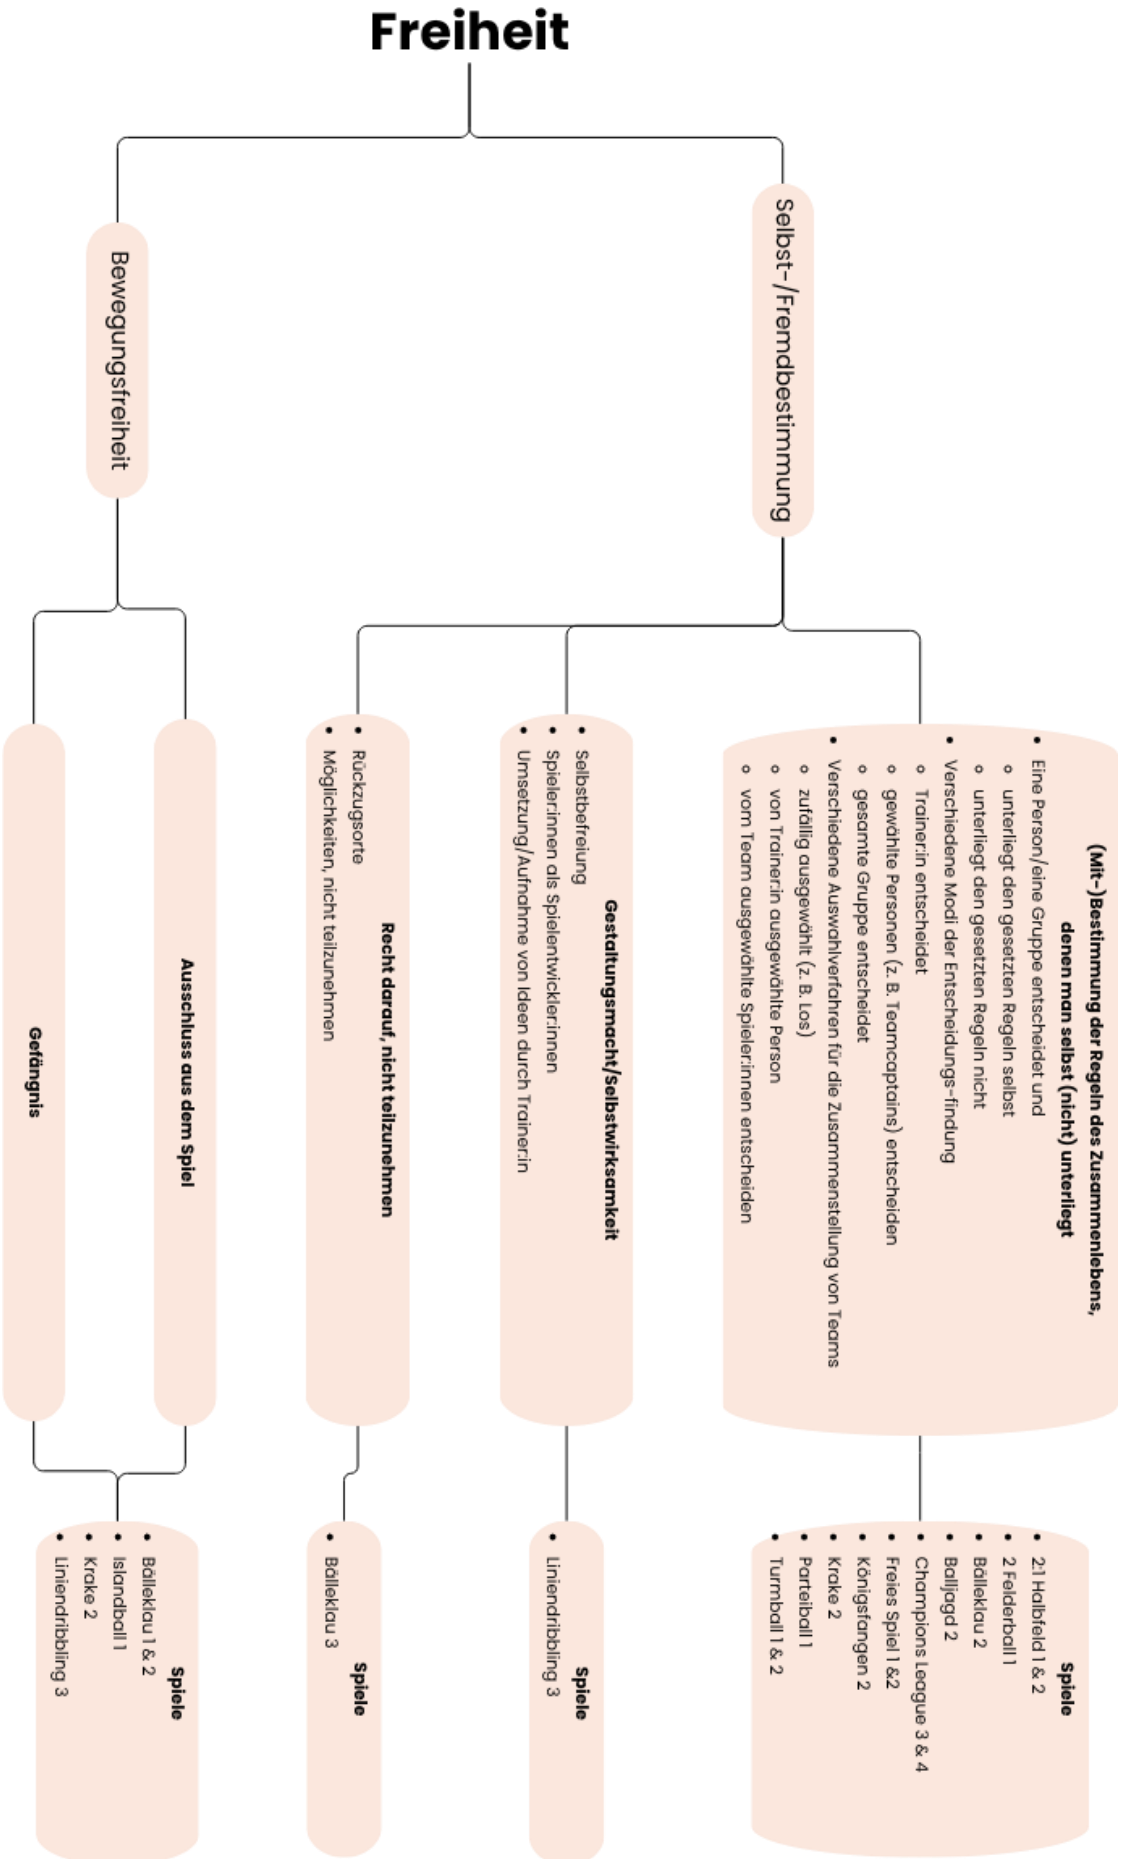 Freiheit
Selbst-/Fremdbestimmung
(Mit-)Bestimmung der Regeln des Zusammenlebens,
denen man selbst (nicht) unterliegt
• Eine Person/eine Gruppe entscheidet und
◦ unterliegt den gesetzten Regeln selbst
◦ unterliegt den gesetzten Regeln nicht
• Verschiedene Modi der Entscheidungs-findung
◦ Trainer:in entscheidet
◦ gewählte Personen (z. B. Teamcaptains) entscheiden
◦ gesamte Gruppe entscheidet
• Verschiedene Auswahlverfahren für die Zusammenstellung von Teams
◦ zufällig ausgewählt (z. B. Los)
◦ von Trainer:in ausgewählte Person
◦ vom Team ausgewählte Spieler:innen entscheiden
Spiele
• 2:1 Halbfeld 1 & 2
• 2 Felderball 1
• Bälleklau 2
• Balljagd 2
• Champions League 3 & 4
• Freies Spiel 1 &2
• Königsfangen 2
• Krake 2
• Parteiball 1
• Turmball 1 & 2
Gestaltungsmacht/Selbstwirksamkeit
• Selbstbefreiung
• Spieler:innen als Spielentwickler:innen
• Umsetzung/Aufnahme von Ideen durch Trainer:in
Spiele
• Liniendribbling 3
Recht darauf, nicht teilzunehmen
• Rückzugsorte
• Möglichkeiten, nicht teilzunehmen
Spiele
• Bälleklau 3
Bewegungsfreiheit
Ausschluss aus dem Spiel
Gefängnis
Spiele
• Bälleklau 1 & 2
• Islandball 1
• Krake 2
• Liniendribbling 3